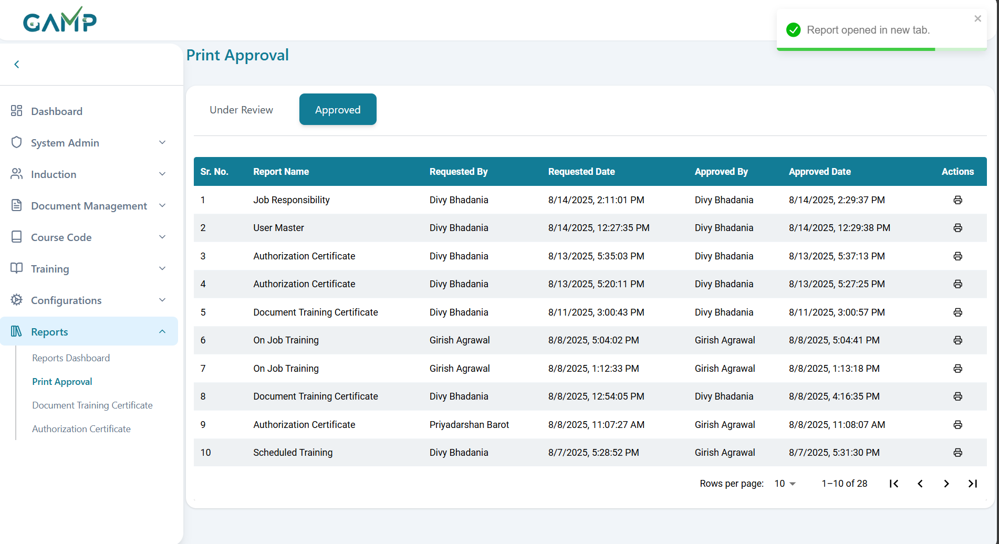 GAMP
Report opened in new tab.
Print Approval
Under Review
Approved
Dashboard
System Admin
Induction
Document Management
Course Code
Training
Configurations
Reports
Reports Dashboard
Print Approval
Document Training Certificate
Authorization Certificate
Sr. No. Report Name Requested By Requested Date Approved By Approved Date Actions
1 Job Responsibility Divy Bhadania 8/14/2025, 2:11:01 PM Divy Bhadania 8/14/2025, 2:29:37 PM
2 User Master Divy Bhadania 8/14/2025, 12:27:35 PM Divy Bhadania 8/14/2025, 12:29:38 PM
3 Authorization Certificate Divy Bhadania 8/13/2025, 5:35:03 PM Divy Bhadania 8/13/2025, 5:37:13 PM
4 Authorization Certificate Divy Bhadania 8/13/2025, 5:20:11 PM Divy Bhadania 8/13/2025, 5:27:25 PM
5 Document Training Certificate Divy Bhadania 8/11/2025, 3:00:43 PM Divy Bhadania 8/11/2025, 3:00:57 PM
6 On Job Training Girish Agrawal 8/8/2025, 5:04:02 PM Girish Agrawal 8/8/2025, 5:04:41 PM
7 On Job Training Girish Agrawal 8/8/2025, 1:12:33 PM Girish Agrawal 8/8/2025, 1:13:18 PM
8 Document Training Certificate Divy Bhadania 8/8/2025, 12:54:05 PM Divy Bhadania 8/8/2025, 4:16:35 PM
9 Authorization Certificate Priyadarshan Barot 8/8/2025, 11:07:27 AM Girish Agrawal 8/8/2025, 11:08:07 AM
10 Scheduled Training Divy Bhadania 8/7/2025, 5:28:52 PM Girish Agrawal 8/7/2025, 5:31:30 PM
Rows per page: 10 1–10 of 28